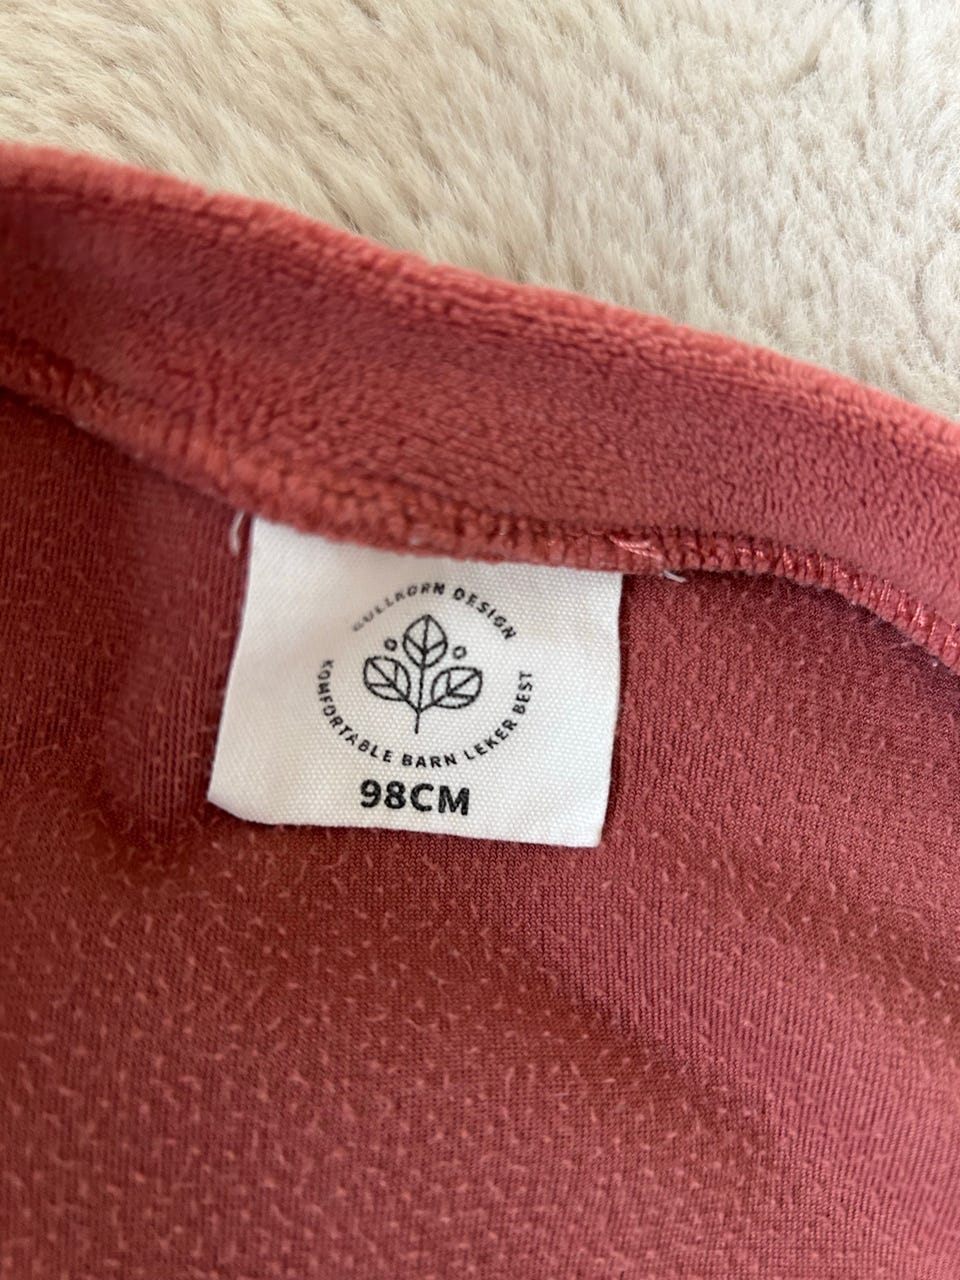 GULLKORN DESIGN
KOMFORTABLE BARN LEKER BEST
98CM